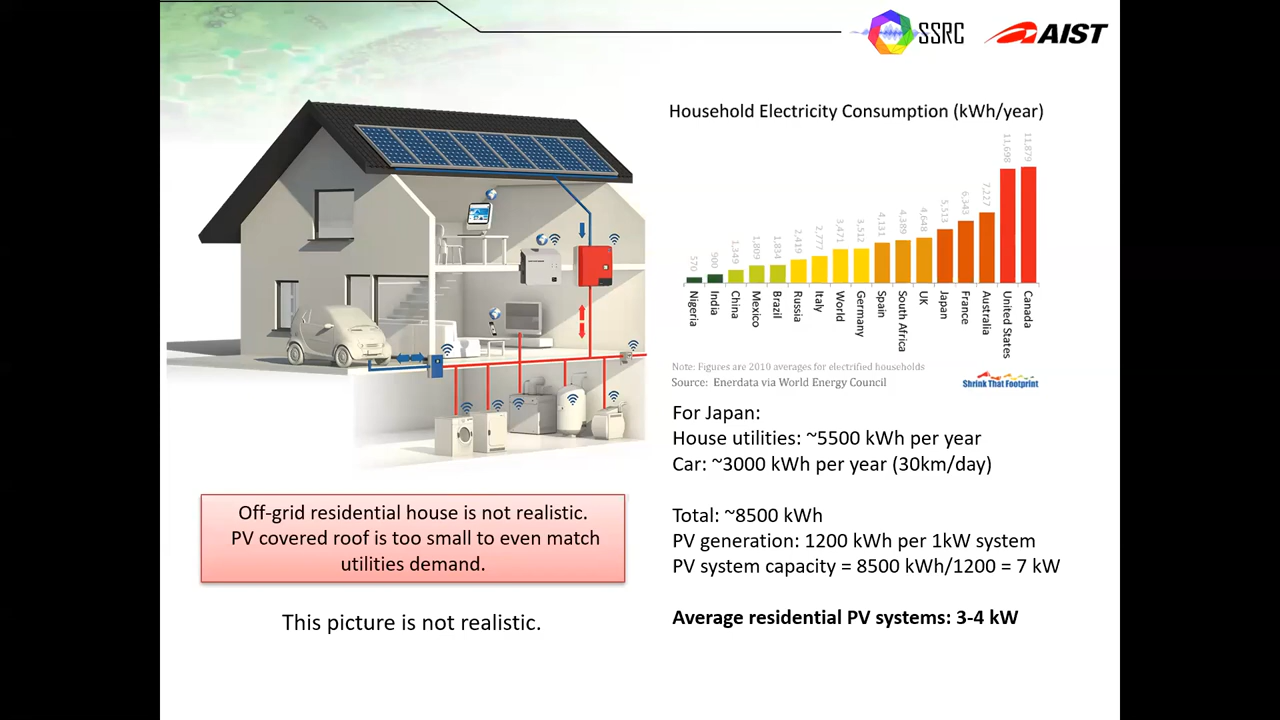 SSRC
AIST
Household Electricity Consumption (kWh/year)
570
900
1,349
1,809
1,834
2,419
2,777
3,471
3,512
4,131
4,389
4,648
5,513
6,343
7,227
11,698
11,879
Nigeria
India
China
Mexico
Brazil
Russia
Italy
World
Germany
Spain
South Africa
UK
Japan
France
Australia
United States
Canada
Note: Figures are 2010 averages for electrified households
Source: Enerdata via World Energy Council
Shrink That Footprint
For Japan:
House utilities: ~5500 kWh per year
Car: ~3000 kWh per year (30km/day)
Total: ~8500 kWh
PV generation: 1200 kWh per 1kW system
PV system capacity = 8500 kWh/1200 = 7 kW
Average residential PV systems: 3-4 kW
Off-grid residential house is not realistic.
PV covered roof is too small to even match
utilities demand.
This picture is not realistic.